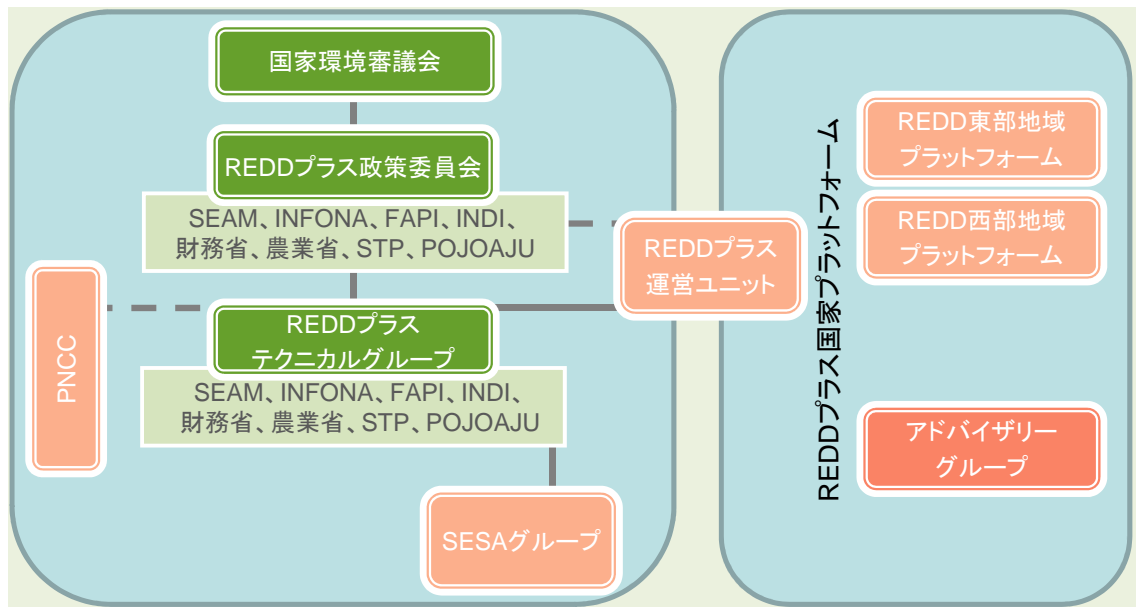 国家環境審議会
REDDプラス政策委員会
SEAM、INFONA、FAPI、INDI、
財務省、農業省、STP、POJOAJU
REDDプラス
運営ユニット
REDDプラス
テクニカルグループ
SEAM、INFONA、FAPI、INDI、
財務省、農業省、STP、POJOAJU
PNCC
SESAグループ
REDDプラス国家プラットフォーム
REDD東部地域
プラットフォーム
REDD西部地域
プラットフォーム
アドバイザリー
グループ